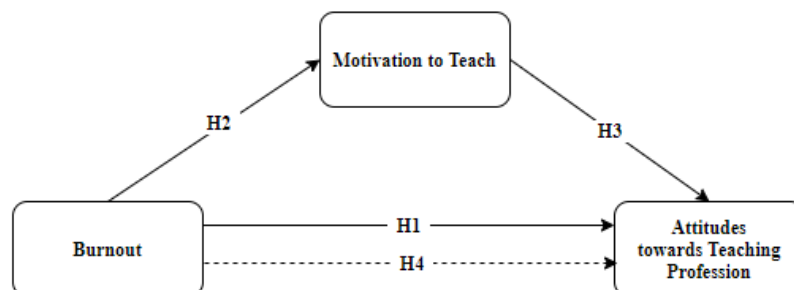 Motivation to Teach
H2
H3
Burnout
H1
H4
Attitudes
towards Teaching
Profession